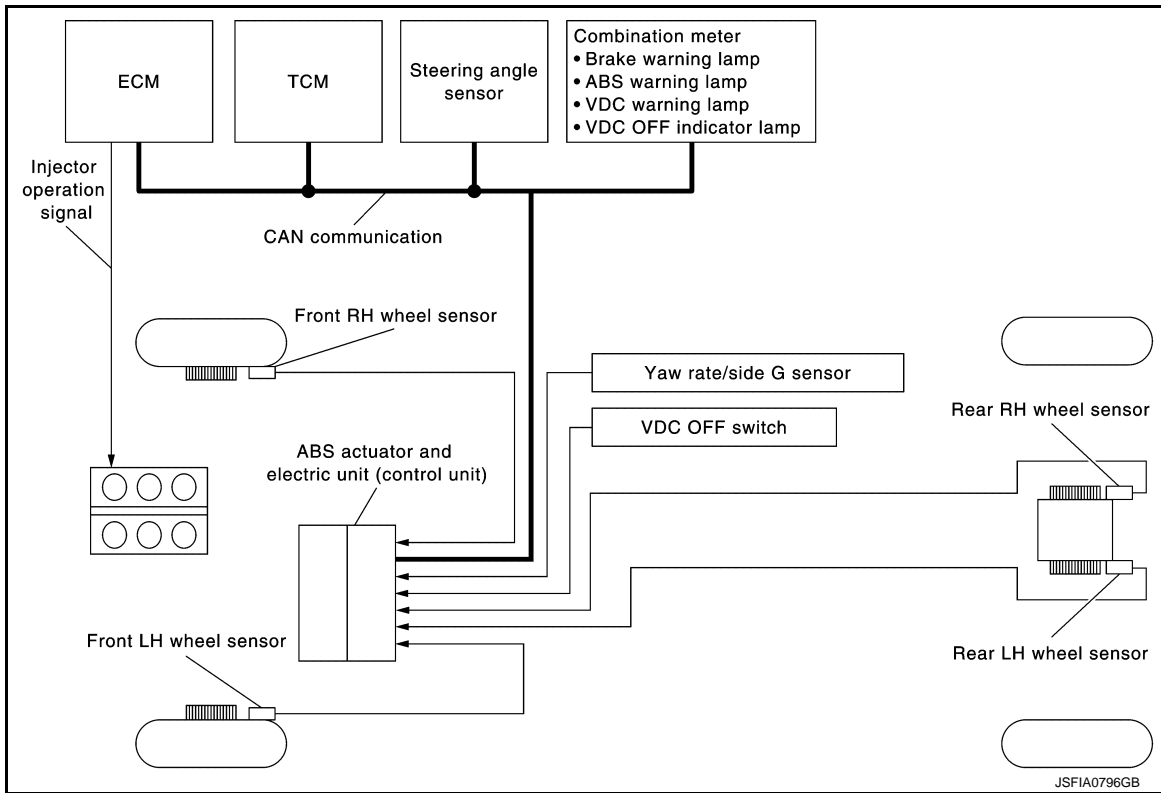 ECM
TCM
Steering angle
sensor
Combination meter
• Brake warning lamp
• ABS warning lamp
• VDC warning lamp
• VDC OFF indicator lamp
Injector
operation
signal
CAN communication
Front RH wheel sensor
Yaw rate/side G sensor
VDC OFF switch
Rear RH wheel sensor
ABS actuator and
electric unit (control unit)
Front LH wheel sensor
Rear LH wheel sensor
JSFIA0796GB